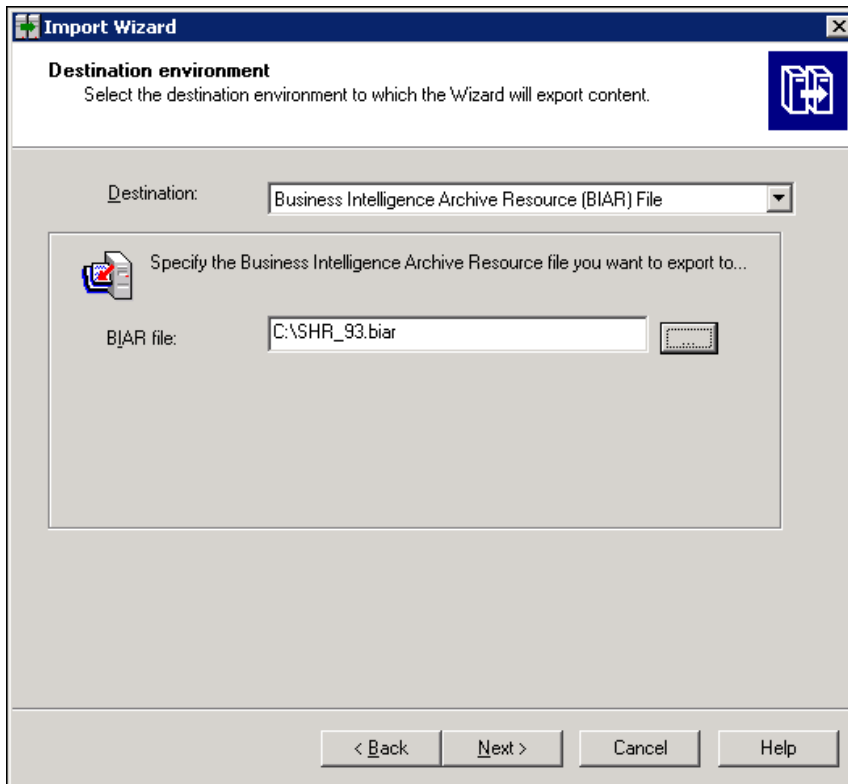 Import Wizard
Destination environment
Select the destination environment to which the Wizard will export content.
Destination:
Business Intelligence Archive Resource (BIAR) File
Specify the Business Intelligence Archive Resource file you want to export to...
BIAR file:
C:\SHR_93.biar
...
< Back
Next >
Cancel
Help